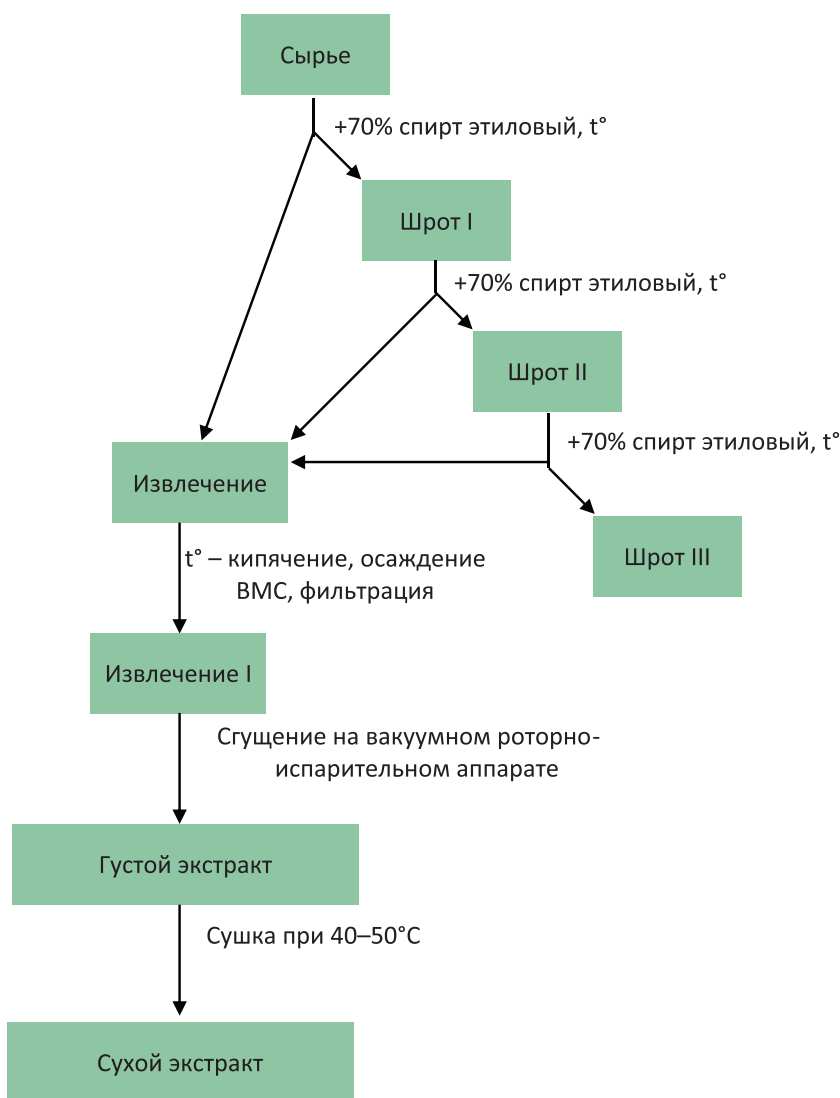 Сырье
+70% спирт этиловый, t°
Шрот I
+70% спирт этиловый, t°
Шрот II
+70% спирт этиловый, t°
Извлечение
Шрот III
t° – кипячение, осаждение
ВМС, фильтрация
Извлечение I
Сгущение на вакуумном роторно-
испарительном аппарате
Густой экстракт
Сушка при 40–50°С
Сухой экстракт